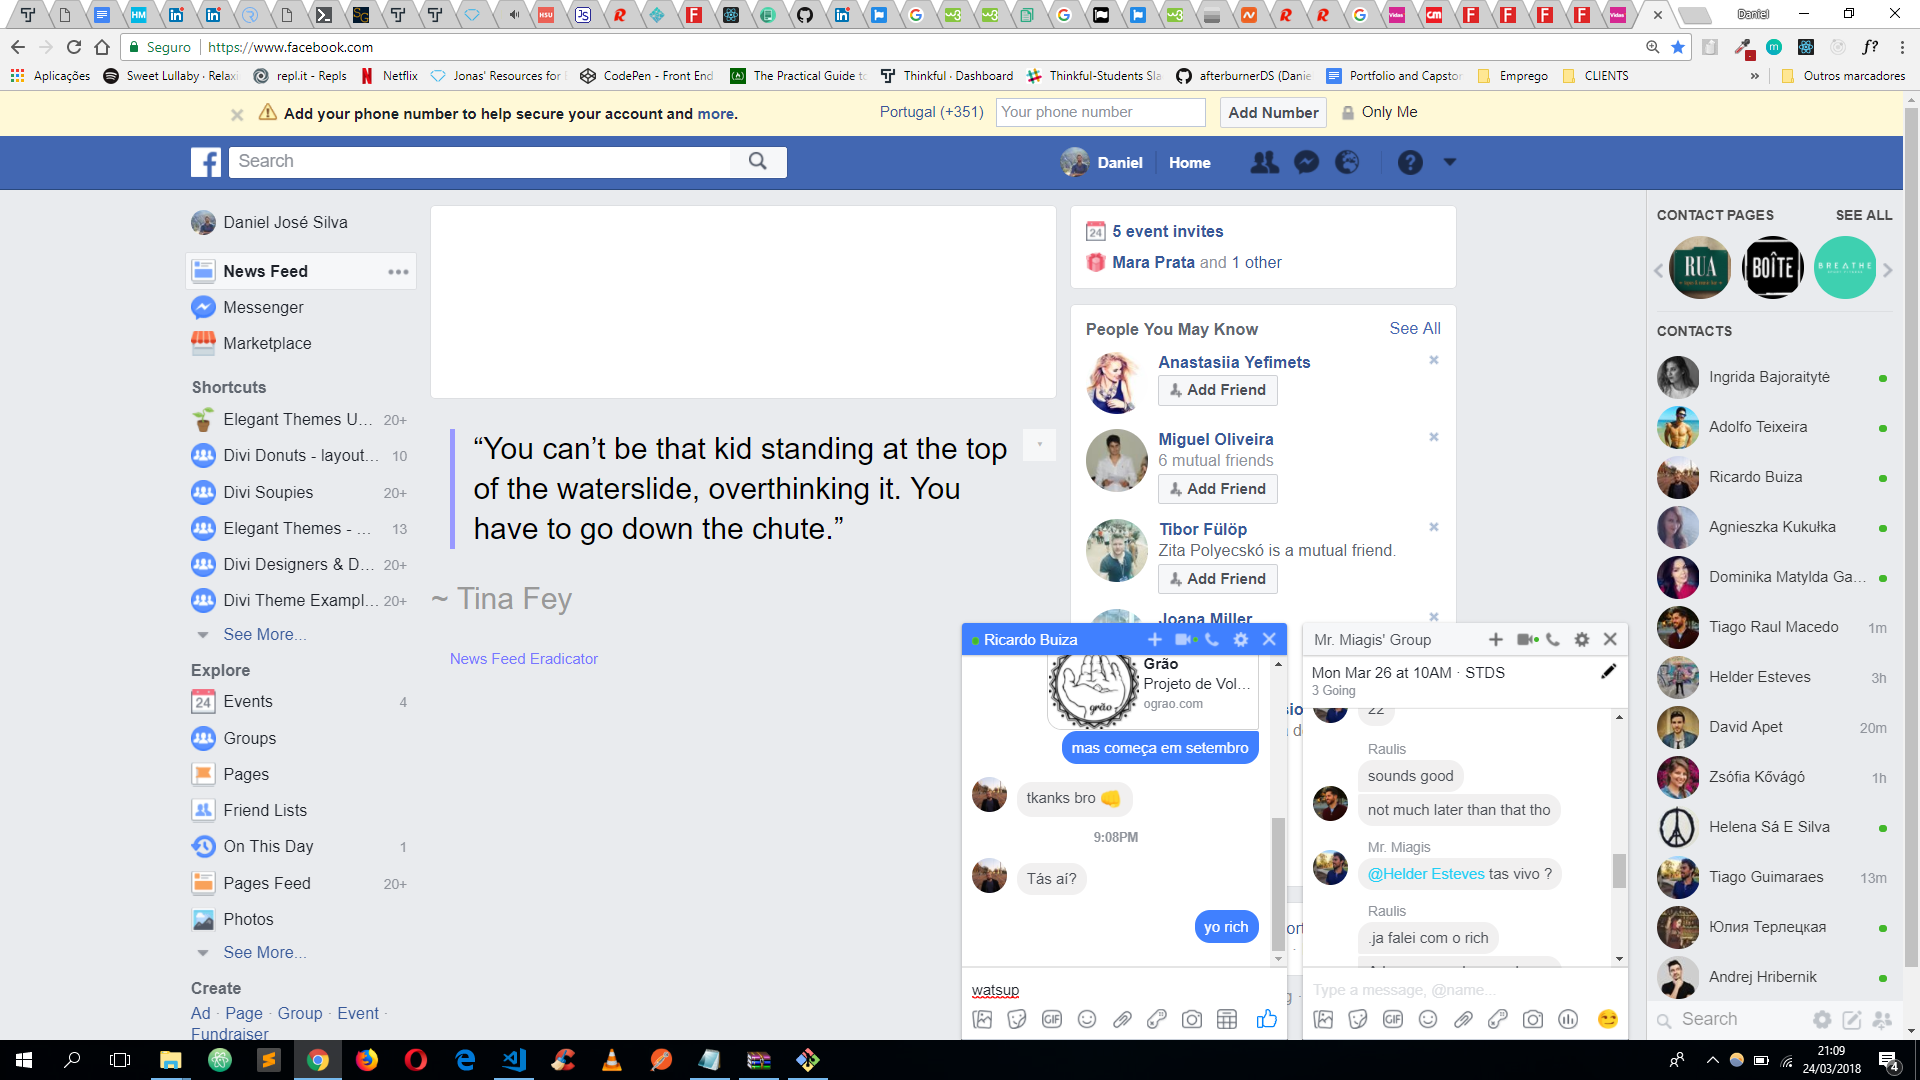 Daniel
Seguro
https://www.facebook.com
Aplicações
Sweet Lullaby · Relaxi
repl.it - Repls
Netflix
Jonas' Resources for
CodePen - Front End
The Practical Guide to
Thinkful · Dashboard
Thinkful-Students Sla
afterburnerDS (Danie
Portfolio and Capston
Emprego
CLIENTS
Outros marcadores
Add your phone number to help secure your account and more.
Portugal (+351)
Your phone number
Add Number
Only Me
Search
Daniel
Home
Daniel José Silva
News Feed
Messenger
Marketplace
Shortcuts
Elegant Themes U... 20+
Divi Donuts - layout... 10
Divi Soupies 20+
Elegant Themes - ... 13
Divi Designers & D... 20+
Divi Theme Exampl... 20+
See More...
Explore
24 Events 4
Groups
Pages
Friend Lists
On This Day 1
Pages Feed 20+
Photos
See More...
Create
Ad · Page · Group · Event ·
Fundraiser
“You can’t be that kid standing at the top
of the waterslide, overthinking it. You
have to go down the chute.”
~ Tina Fey
News Feed Eradicator
24 5 event invites
Mara Prata and 1 other
People You May Know
See All
Anastasiia Yefimets
Add Friend
Miguel Oliveira
6 mutual friends
Add Friend
Tibor Fülöp
Zita Polyecskó is a mutual friend.
Add Friend
Joana Miller
Ricardo Buiza
Grão
Projeto de Vol...
ograo.com
grão
mas começa em setembro
tkanks bro
9:08PM
Tás aí?
yo rich
watsup
GIF
Mr. Miagis' Group
Mon Mar 26 at 10AM · STDS
3 Going
22
Raulis
sounds good
not much later than that tho
Mr. Miagis
@Helder Esteves tas vivo ?
Raulis
.ja falei com o rich
Type a message, @name...
GIF
CONTACT PAGES
SEE ALL
RUA
BOÎTE
BREATHE
CONTACTS
Ingrida Bajoraitytė
Adolfo Teixeira
Ricardo Buiza
Agnieszka Kukułka
Dominika Matylda Ga...
Tiago Raul Macedo 1m
Helder Esteves 3h
David Apet 20m
Zsófia Kővágó 1h
Helena Sá E Silva
Tiago Guimaraes 13m
Юлия Терлецкая
Andrej Hribernik
Search
21:09
24/03/2018
4